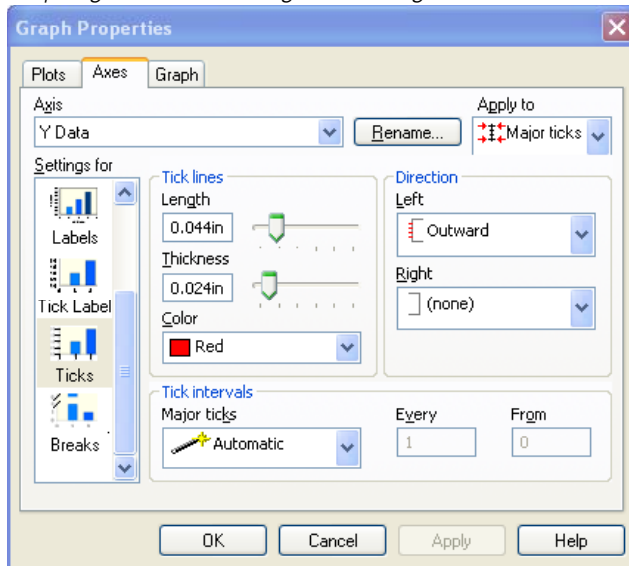 Graph Properties
Plots
Axes
Graph
Axis
Y Data
Rename...
Apply to
Major ticks
Settings for
Labels
Tick Label
Ticks
Breaks
Tick lines
Length
0.044in
Thickness
0.024in
Color
Red
Direction
Left
Outward
Right
(none)
Tick intervals
Major ticks
Automatic
Every
1
From
0
OK
Cancel
Apply
Help